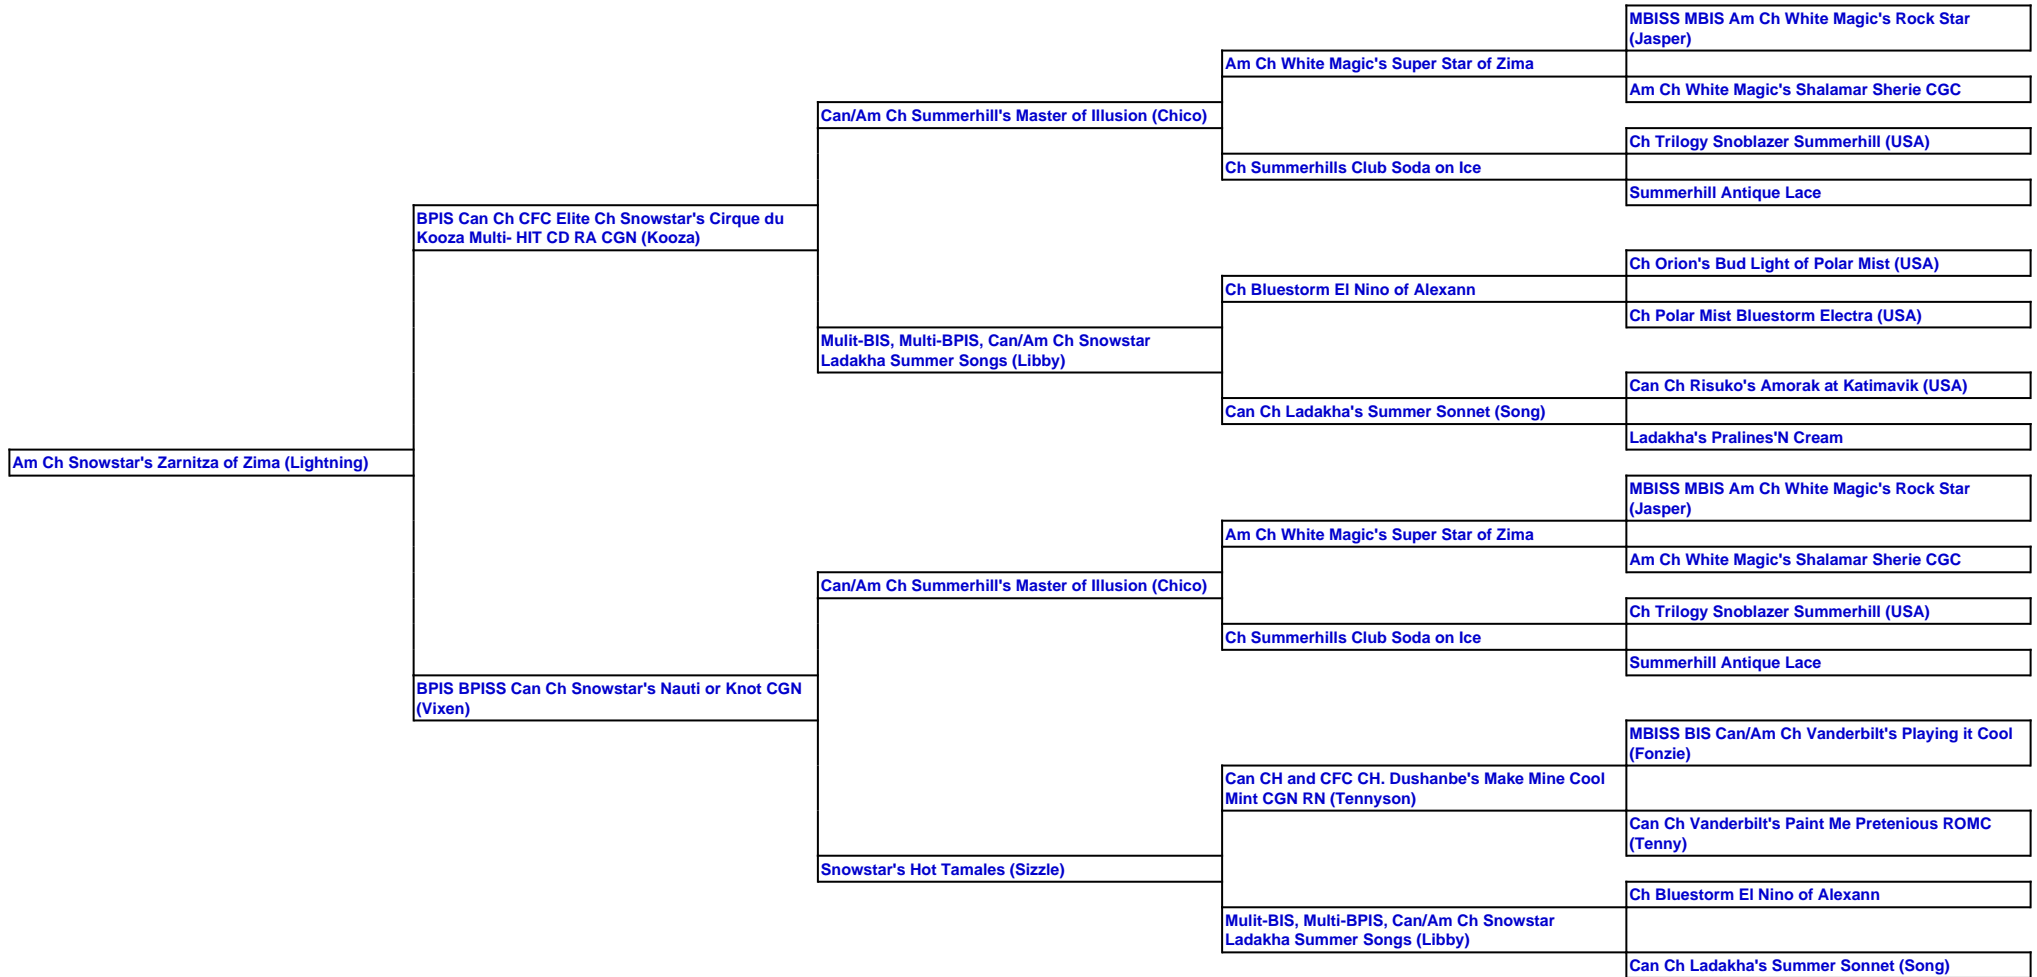 MBISS MBIS Am Ch White Magic's Rock Star
(Jasper)
Am Ch White Magic's Super Star of Zima
Am Ch White Magic's Shalamar Sherie CGC
Can/Am Ch Summerhill's Master of Illusion (Chico)
Ch Trilogy Snoblazer Summerhill (USA)
Ch Summerhills Club Soda on Ice
Summerhill Antique Lace
BPIS Can Ch CFC Elite Ch Snowstar's Cirque du
Kooza Multi- HIT CD RA CGN (Kooza)
Ch Orion's Bud Light of Polar Mist (USA)
Ch Bluestorm El Nino of Alexann
Ch Polar Mist Bluestorm Electra (USA)
Mulit-BIS, Multi-BPIS, Can/Am Ch Snowstar
Ladakha Summer Songs (Libby)
Can Ch Risuko's Amorak at Katimavik (USA)
Can Ch Ladakha's Summer Sonnet (Song)
Ladakha's Pralines'N Cream
Am Ch Snowstar's Zarnitza of Zima (Lightning)
MBISS MBIS Am Ch White Magic's Rock Star
(Jasper)
Am Ch White Magic's Super Star of Zima
Am Ch White Magic's Shalamar Sherie CGC
Can/Am Ch Summerhill's Master of Illusion (Chico)
Ch Trilogy Snoblazer Summerhill (USA)
Ch Summerhills Club Soda on Ice
Summerhill Antique Lace
BPIS BPISS Can Ch Snowstar's Nauti or Knot CGN
(Vixen)
MBISS BIS Can/Am Ch Vanderbilt's Playing it Cool
(Fonzie)
Can CH and CFC CH. Dushanbe's Make Mine Cool
Mint CGN RN (Tennyson)
Can Ch Vanderbilt's Paint Me Pretenious ROMC
(Tenny)
Snowstar's Hot Tamales (Sizzle)
Ch Bluestorm El Nino of Alexann
Mulit-BIS, Multi-BPIS, Can/Am Ch Snowstar
Ladakha Summer Songs (Libby)
Can Ch Ladakha's Summer Sonnet (Song)